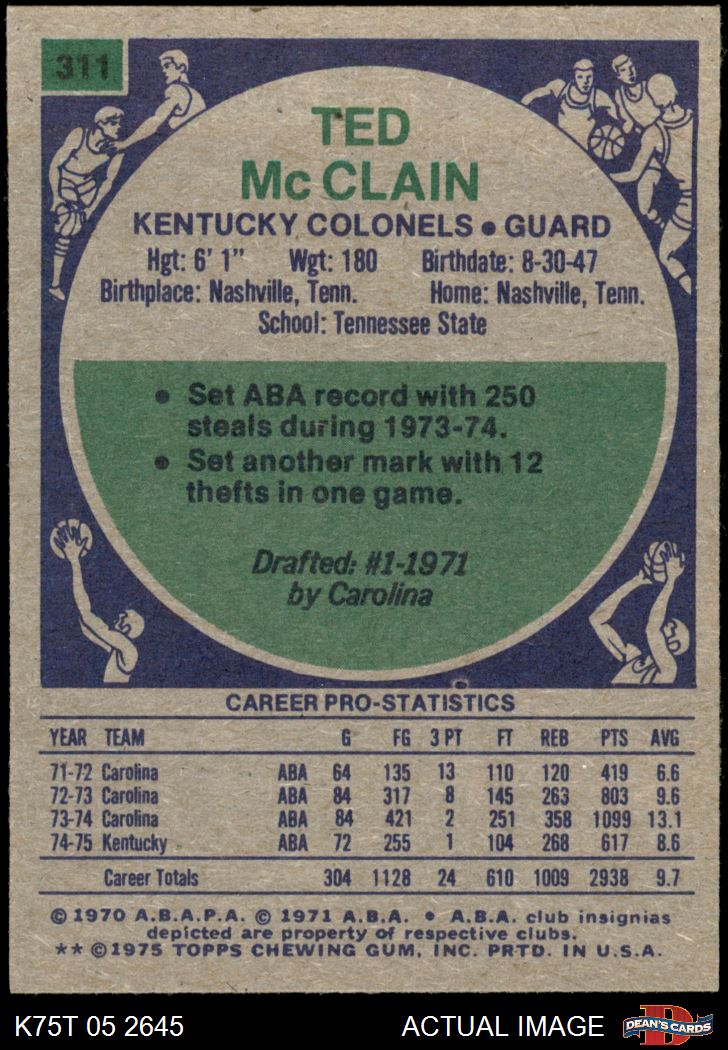 311
TED
McCLAIN
KENTUCKY COLONELS • GUARD
Hgt: 6' 1" Wgt: 180 Birthdate: 8-30-47
Birthplace: Nashville, Tenn. Home: Nashville, Tenn.
School: Tennessee State
• Set ABA record with 250
steals during 1973-74.
• Set another mark with 12
thefts in one game.
Drafted: #1-1971
by Carolina
CAREER PRO-STATISTICS
YEAR TEAM G FG 3 PT FT REB PTS AVG
71-72 Carolina ABA 64 135 13 110 120 419 6.6
72-73 Carolina ABA 84 317 8 145 263 803 9.6
73-74 Carolina ABA 84 421 2 251 358 1099 13.1
74-75 Kentucky ABA 72 255 1 104 268 617 8.6
Career Totals 304 1128 24 610 1009 2938 9.7
© 1970 A.B.A.P.A. © 1971 A.B.A. • A.B.A. club insignias
depicted are property of respective clubs.
** © 1975 TOPPS CHEWING GUM, INC. PRTD. IN U.S.A.
K75T 05 2645 ACTUAL IMAGE D DEAN'S CARDS